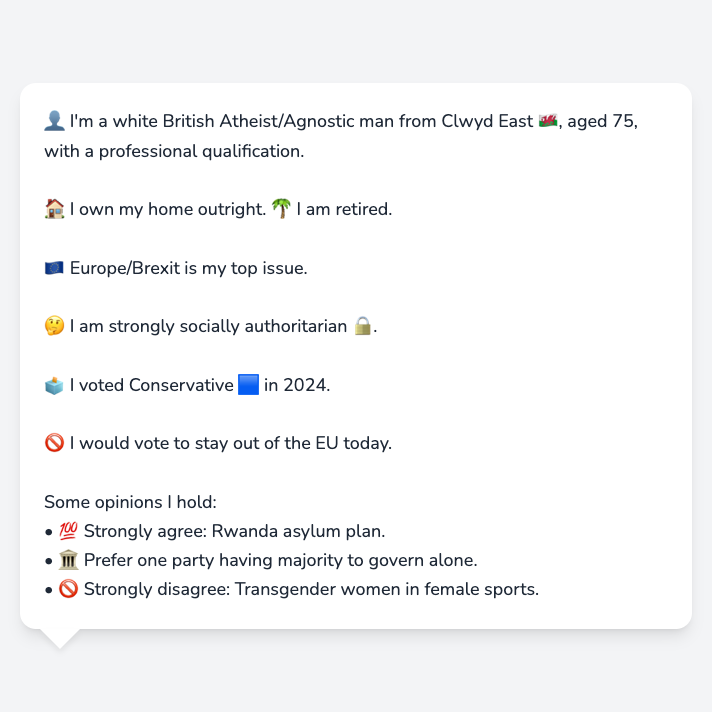 👤 I'm a white British Atheist/Agnostic man from Clwyd East 🏴󠁧󠁢󠁷󠁬󠁳󠁿, aged 75,
with a professional qualification.
🏠 I own my home outright. 🌴 I am retired.
🇪🇺 Europe/Brexit is my top issue.
🤔 I am strongly socially authoritarian 🔒.
🗳️ I voted Conservative 🟦 in 2024.
🚫 I would vote to stay out of the EU today.
Some opinions I hold:
• 💯 Strongly agree: Rwanda asylum plan.
• 🏛️ Prefer one party having majority to govern alone.
• 🚫 Strongly disagree: Transgender women in female sports.